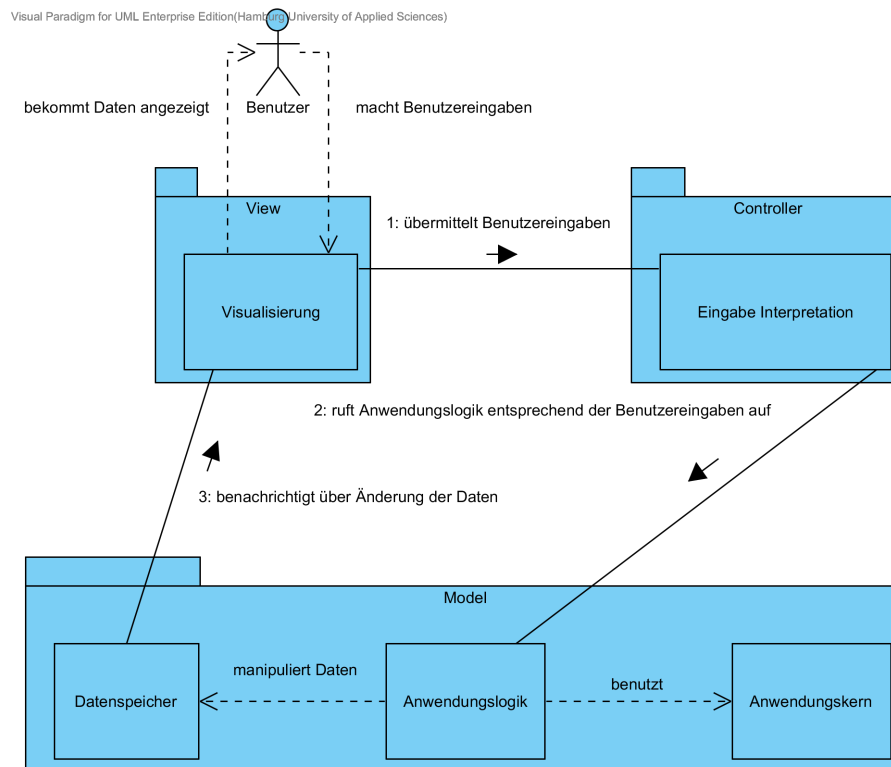 Visual Paradigm for UML Enterprise Edition(Hamburg University of Applied Sciences)
bekommt Daten angezeigt
Benutzer
macht Benutzereingaben
View
Controller
1: übermittelt Benutzereingaben
Visualisierung
Eingabe Interpretation
2: ruft Anwendungslogik entsprechend der Benutzereingaben auf
3: benachrichtigt über Änderung der Daten
Model
manipuliert Daten
benutzt
Datenspeicher
Anwendungslogik
Anwendungskern